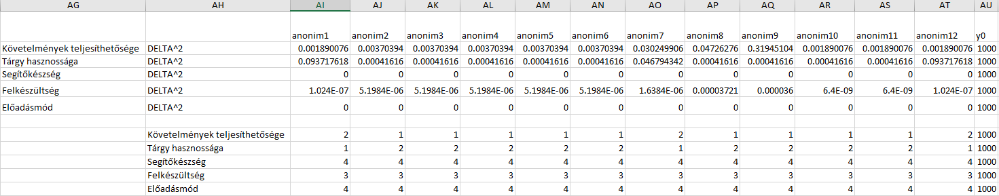 AG AH AI AJ AK AL AM AN AO AP AQ AR AS AT AU
anonim1 anonim2 anonim3 anonim4 anonim5 anonim6 anonim7 anonim8 anonim9 anonim10 anonim11 anonim12 y0
Követelmények teljesíthetősége DELTA^2 0.001890076 0.00370394 0.00370394 0.00370394 0.00370394 0.00370394 0.030249906 0.04726276 0.31945104 0.001890076 0.001890076 0.001890076 1000
Tárgy hasznossága DELTA^2 0.093717618 0.00041616 0.00041616 0.00041616 0.00041616 0.00041616 0.046794342 0.00041616 0.00041616 0.00041616 0.00041616 0.093717618 1000
Segítőkészség DELTA^2 0 0 0 0 0 0 0 0 0 0 0 0 1000
Felkészültség DELTA^2 1.024E-07 5.1984E-06 5.1984E-06 5.1984E-06 5.1984E-06 5.1984E-06 1.6384E-06 0.00003721 0.000036 6.4E-09 6.4E-09 1.024E-07 1000
Előadásmód DELTA^2 0 0 0 0 0 0 0 0 0 0 0 0 1000
Követelmények teljesíthetősége 2 1 1 1 1 1 2 1 1 1 1 2 1000
Tárgy hasznossága 1 2 2 2 2 2 1 2 2 2 2 1 1000
Segítőkészség 4 4 4 4 4 4 4 4 4 4 4 4 1000
Felkészültség 3 3 3 3 3 3 3 3 3 3 3 3 1000
Előadásmód 4 4 4 4 4 4 4 4 4 4 4 4 1000